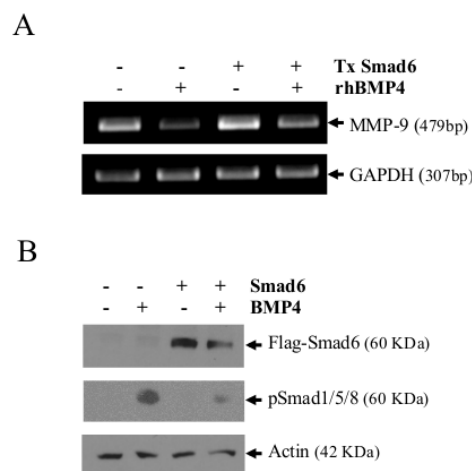 A
- - + + Tx Smad6
- + - + rhBMP4
MMP-9 (479bp)
GAPDH (307bp)
B
- - + + Smad6
- + - + BMP4
Flag-Smad6 (60 KDa)
pSmad1/5/8 (60 KDa)
Actin (42 KDa)